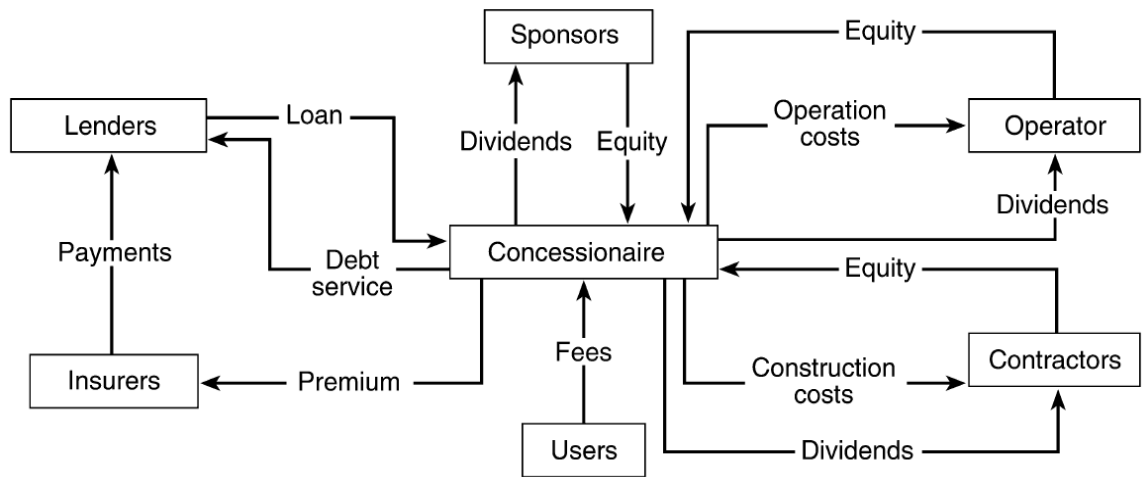 Sponsors
Equity
Lenders
Loan
Operation
costs
Operator
Dividends
Equity
Dividends
Payments
Concessionaire
Debt
service
Equity
Fees
Contractors
Insurers
Premium
Construction
costs
Users
Dividends